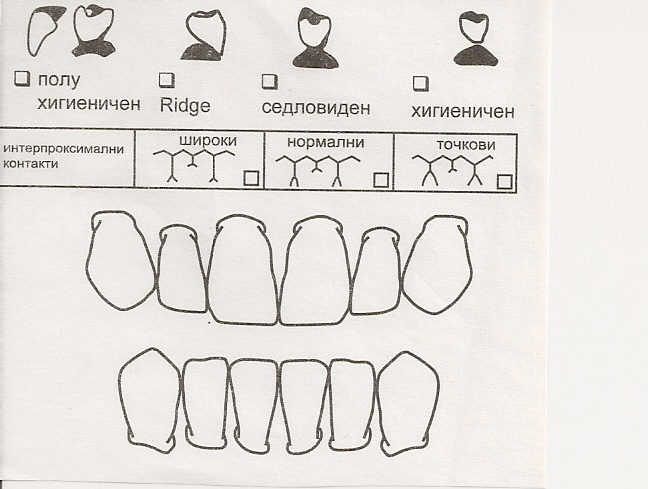 полу
хигиеничен
Ridge
седловиден
хигиеничен
интерпроксимални
контакти
широки
нормални
точкови